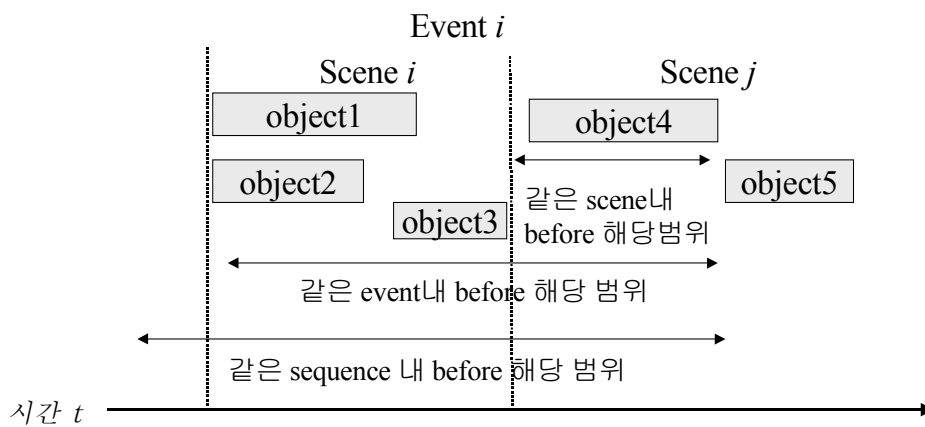 Event i
Scene i
Scene j
object1
object4
object2
object5
object3
같은 scene내
before 해당범위
같은 event내 before 해당 범위
같은 sequence 내 before 해당 범위
시간 t